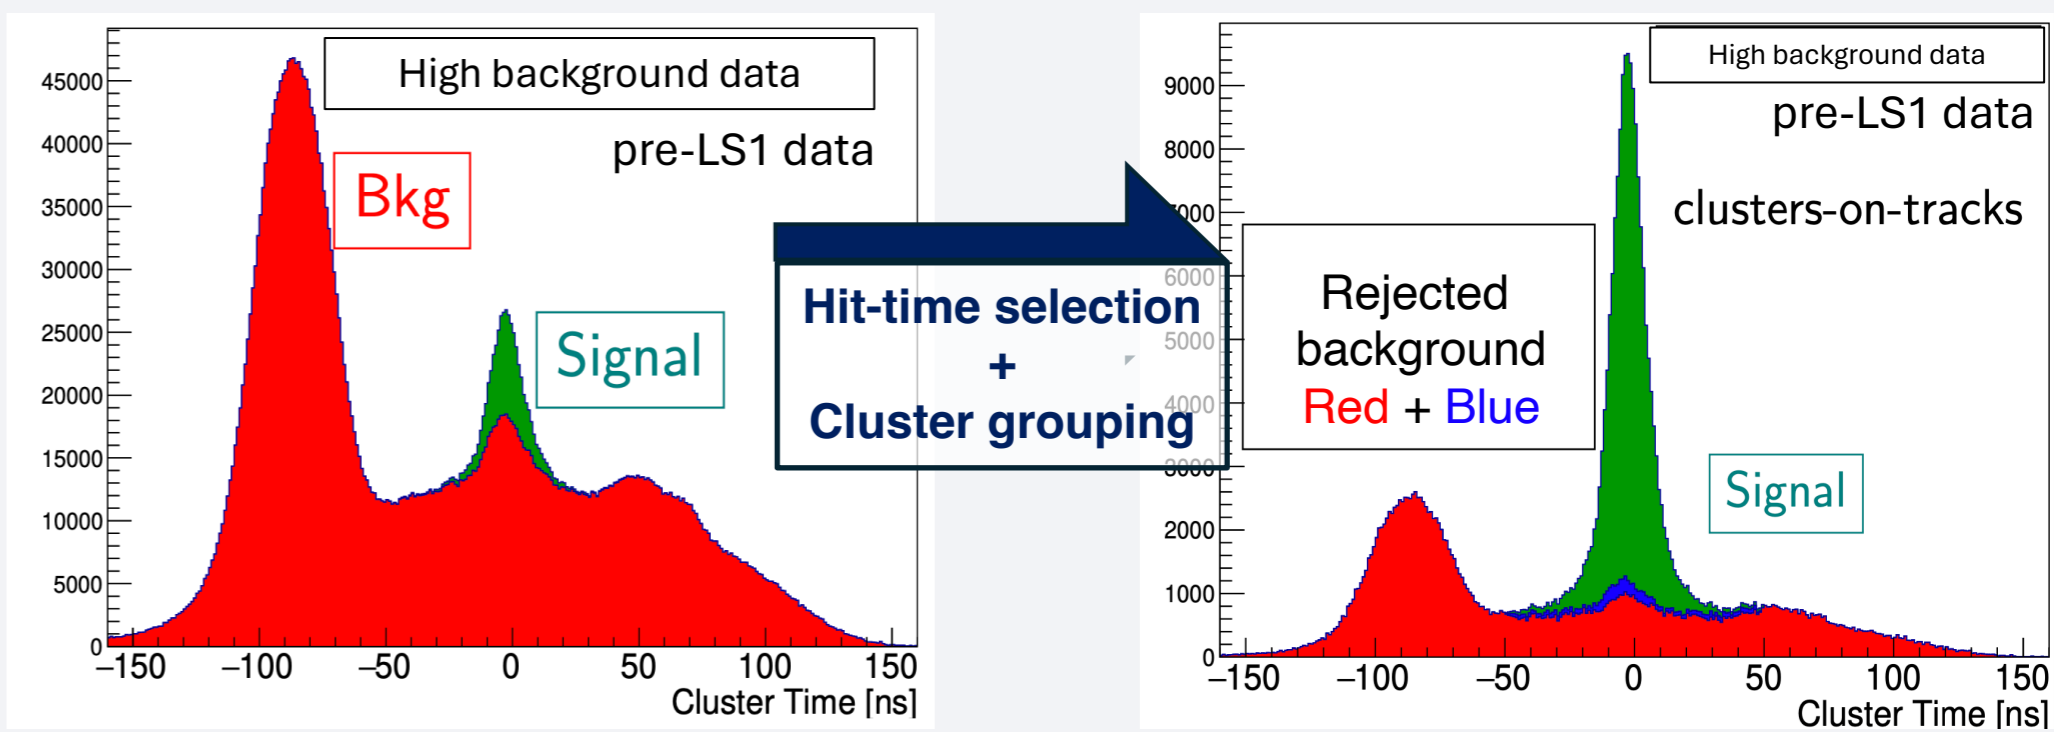 High background data
pre-LS1 data
Bkg
Signal
45000
40000
35000
30000
25000
20000
15000
10000
5000
0
−150 −100 −50 0 50 100 150
Cluster Time [ns]
Hit-time selection
+
Cluster grouping
High background data
pre-LS1 data
clusters-on-tracks
Rejected
background
Red + Blue
Signal
9000
8000
6000
5000
4000
3000
2000
1000
0
−150 −100 −50 0 50 100 150
Cluster Time [ns]